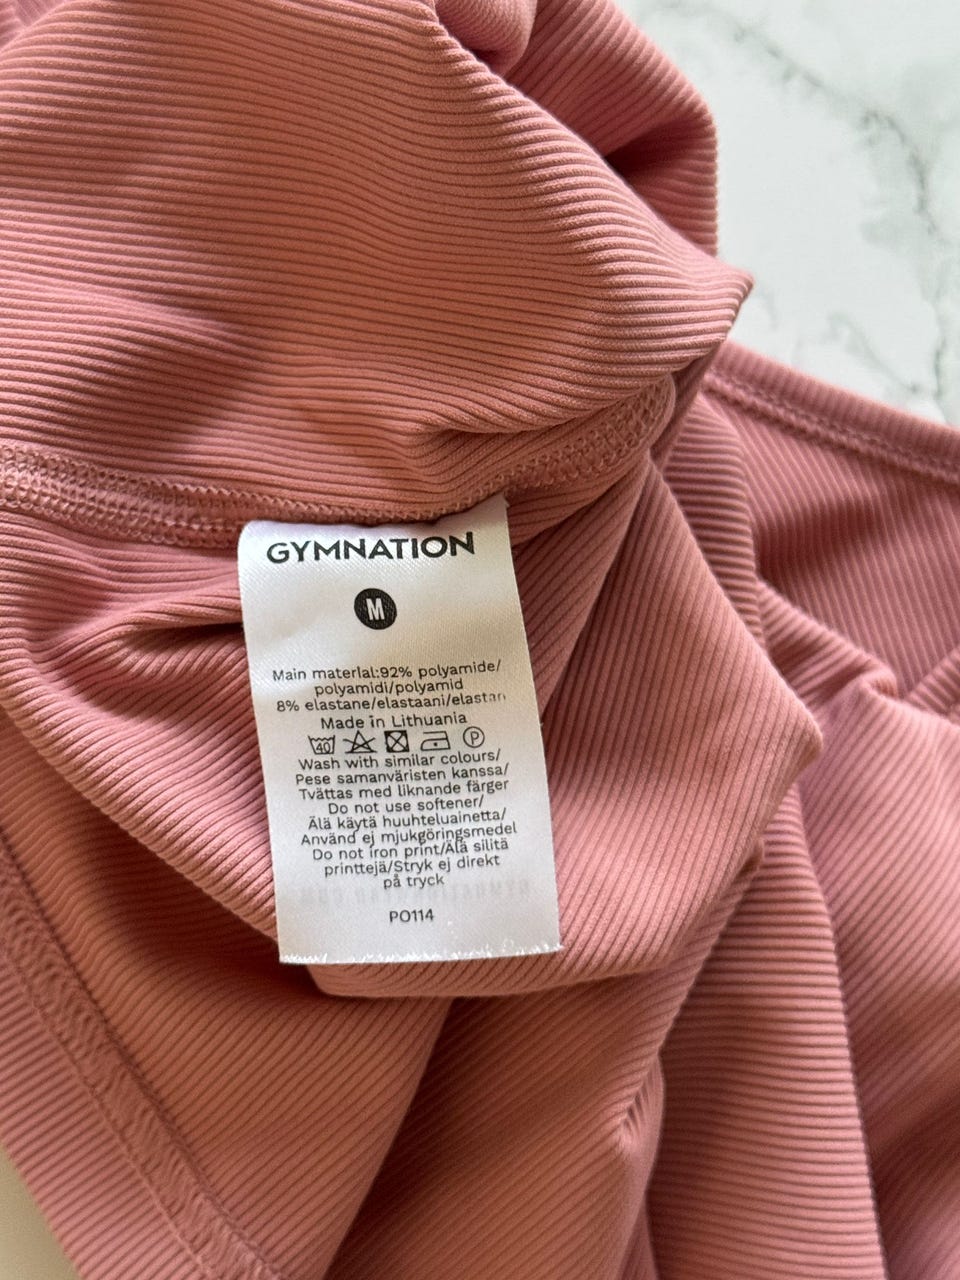 GYMNATION
M
Main material:92% polyamide/
polyamidi/polyamid
8% elastane/elastaani/elastan
Made in Lithuania
40 P
Wash with similar colours/
Pese samanväristen kanssa/
Tvättas med liknande färger
Do not use softener/
Älä käytä huuhteluainetta/
Använd ej mjukgöringsmedel
Do not iron print/Älä silitä
printtejä/Stryk ej direkt
på tryck
PO114